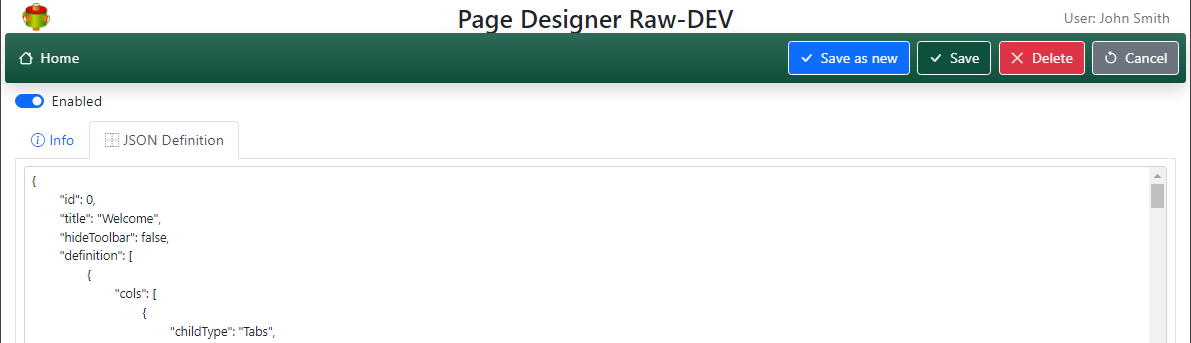 Page Designer Raw-DEV
User: John Smith
Home
Save as new
Save
Delete
Cancel
Enabled
Info
JSON Definition
{
"id": 0,
"title": "Welcome",
"hideToolbar": false,
"definition": [
{
"cols": [
{
"childType": "Tabs",